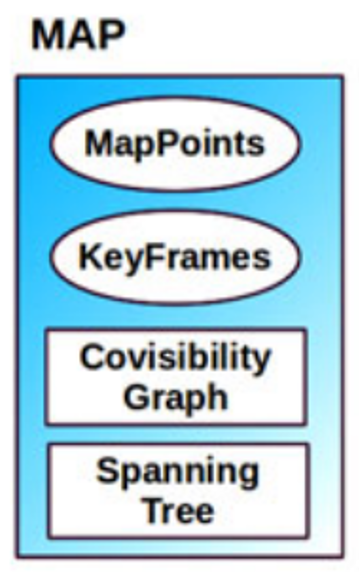 MAP
MapPoints
KeyFrames
Covisibility
Graph
Spanning
Tree